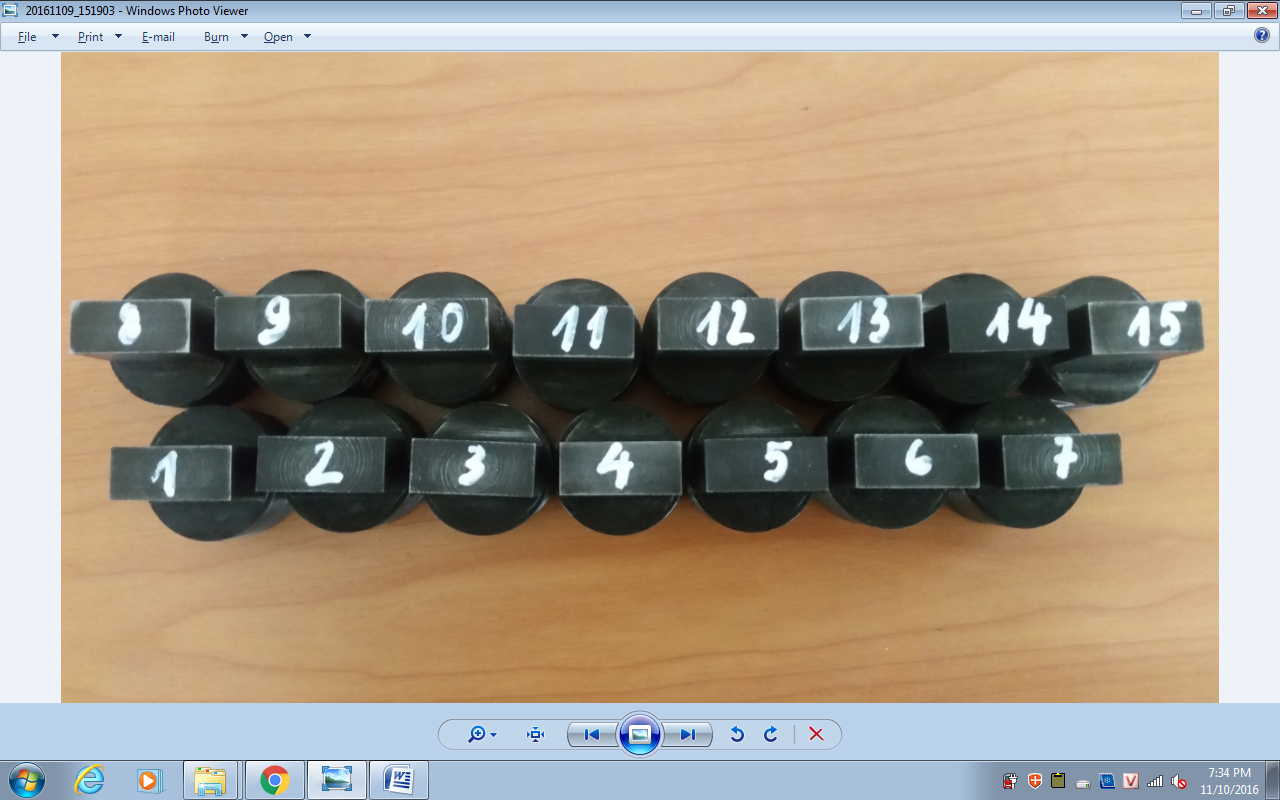 20161109_151903 - Windows Photo Viewer
File Print E-mail Burn Open
8 9 10 11 12 13 14 15
1 2 3 4 5 6 7
7:34 PM
11/10/2016